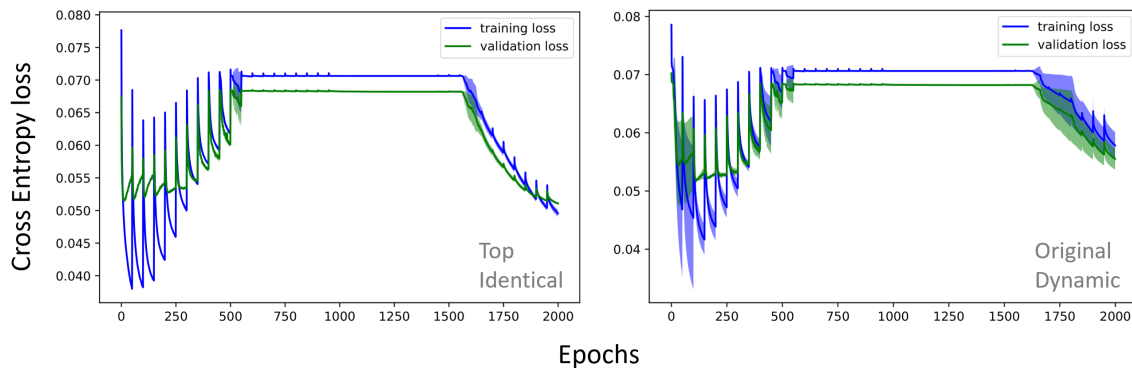 Cross Entropy loss
0.080
0.075
0.070
0.065
0.060
0.055
0.050
0.045
0.040
training loss
validation loss
Top
Identical
0 250 500 750 1000 1250 1500 1750 2000
0.08
0.07
0.06
0.05
0.04
training loss
validation loss
Original
Dynamic
0 250 500 750 1000 1250 1500 1750 2000
Epochs